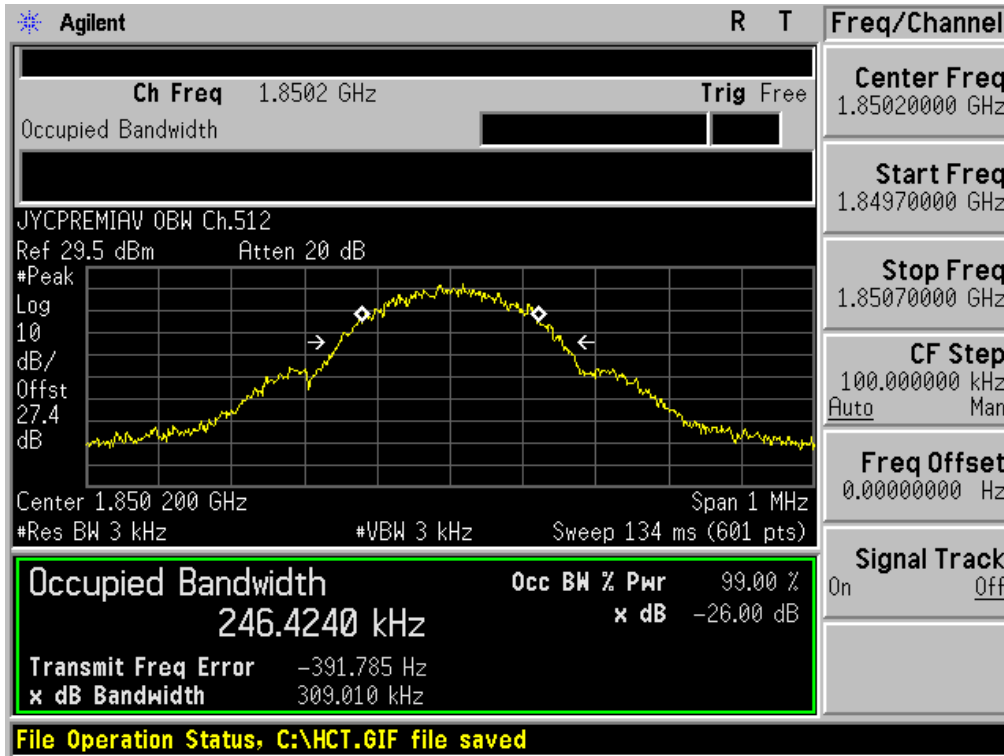 Agilent R T
Ch Freq 1.8502 GHz Trig Free
Occupied Bandwidth
JYCPREMIAV OBW Ch.512
Ref 29.5 dBm Atten 20 dB
#Peak
Log
10
dB/
Offst
27.4
dB
Center 1.850 200 GHz Span 1 MHz
#Res BW 3 kHz #VBW 3 kHz Sweep 134 ms (601 pts)
Occupied Bandwidth Occ BW % Pwr 99.00 %
246.4240 kHz x dB -26.00 dB
Transmit Freq Error -391.785 Hz
x dB Bandwidth 309.010 kHz
File Operation Status, C:\HCT.GIF file saved
Freq/Channel
Center Freq
1.85020000 GHz
Start Freq
1.84970000 GHz
Stop Freq
1.85070000 GHz
CF Step
100.000000 kHz
Auto Man
Freq Offset
0.00000000 Hz
Signal Track
On Off